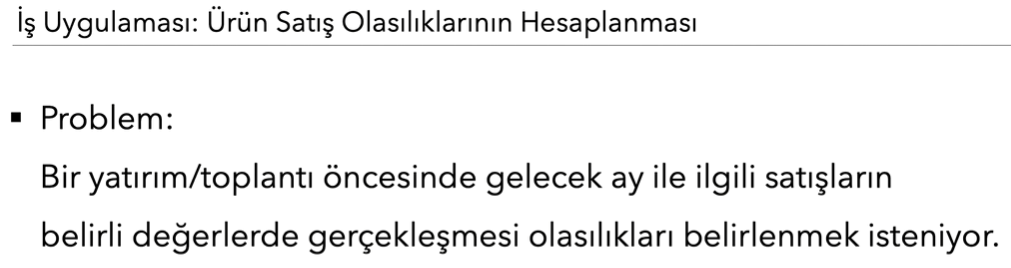 İş Uygulaması: Ürün Satış Olasılıklarının Hesaplanması
▪ Problem:
Bir yatırım/toplantı öncesinde gelecek ay ile ilgili satışların
belirli değerlerde gerçekleşmesi olasılıkları belirlenmek isteniyor.